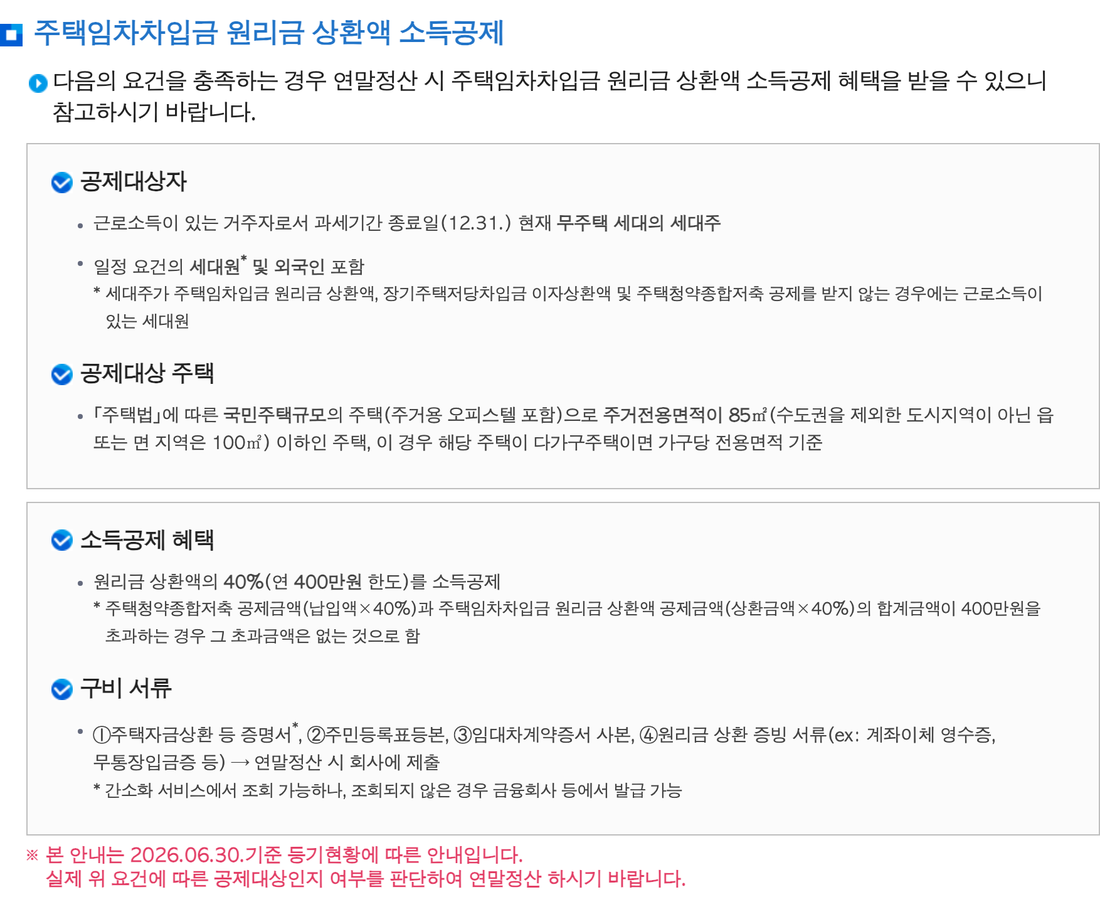 주택임차차입금 원리금 상환액 소득공제
다음의 요건을 충족하는 경우 연말정산 시 주택임차차입금 원리금 상환액 소득공제 혜택을 받을 수 있으니
참고하시기 바랍니다.
공제대상자
• 근로소득이 있는 거주자로서 과세기간 종료일(12.31.) 현재 무주택 세대의 세대주
• 일정 요건의 세대원* 및 외국인 포함
* 세대주가 주택임차입금 원리금 상환액, 장기주택저당차입금 이자상환액 및 주택청약종합저축 공제를 받지 않는 경우에는 근로소득이
있는 세대원
공제대상 주택
• 「주택법」에 따른 국민주택규모의 주택(주거용 오피스텔 포함)으로 주거전용면적이 85㎡(수도권을 제외한 도시지역이 아닌 읍
또는 면 지역은 100㎡) 이하인 주택, 이 경우 해당 주택이 다가구주택이면 가구당 전용면적 기준
소득공제 혜택
• 원리금 상환액의 40%(연 400만원 한도)를 소득공제
* 주택청약종합저축 공제금액(납입액×40%)과 주택임차차입금 원리금 상환액 공제금액(상환금액×40%)의 합계금액이 400만원을
초과하는 경우 그 초과금액은 없는 것으로 함
구비 서류
• ①주택자금상환 등 증명서*, ②주민등록표등본, ③임대차계약증서 사본, ④원리금 상환 증빙 서류(ex: 계좌이체 영수증,
무통장입금증 등) → 연말정산 시 회사에 제출
* 간소화 서비스에서 조회 가능하나, 조회되지 않은 경우 금융회사 등에서 발급 가능
※ 본 안내는 2026.06.30.기준 등기현황에 따른 안내입니다.
실제 위 요건에 따른 공제대상인지 여부를 판단하여 연말정산 하시기 바랍니다.